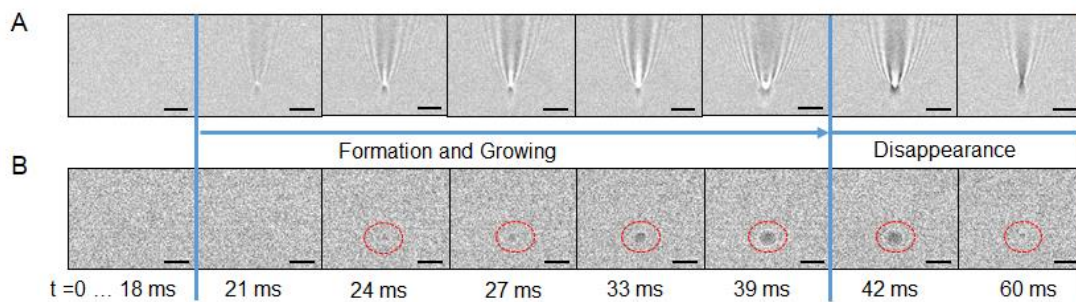 A
Formation and Growing
Disappearance
B
t =0 ... 18 ms
21 ms
24 ms
27 ms
33 ms
39 ms
42 ms
60 ms